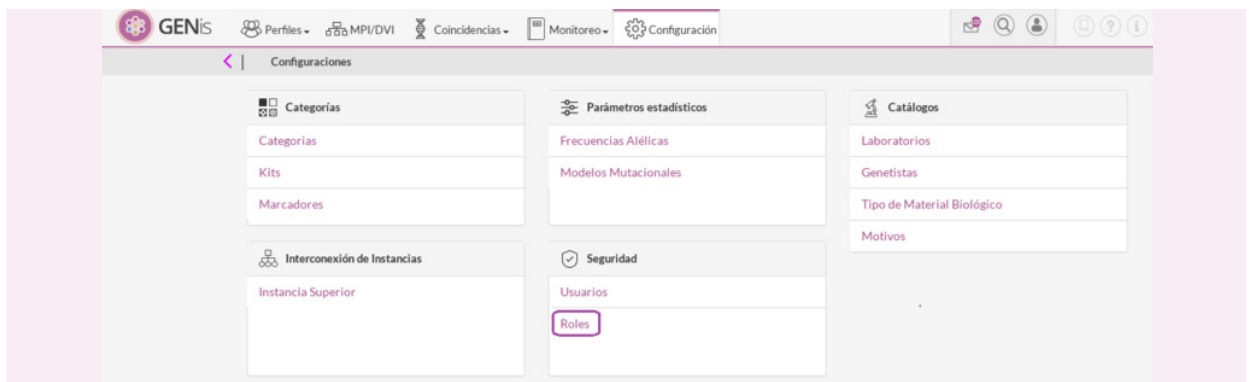 GENis Perfiles MPI/DVI Coincidencias Monitoreo Configuración
Configuraciones
Categorías
Categorias
Kits
Marcadores
Parámetros estadísticos
Frecuencias Alélicas
Modelos Mutacionales
Catálogos
Laboratorios
Genetistas
Tipo de Material Biológico
Motivos
Interconexión de Instancias
Instancia Superior
Seguridad
Usuarios
Roles